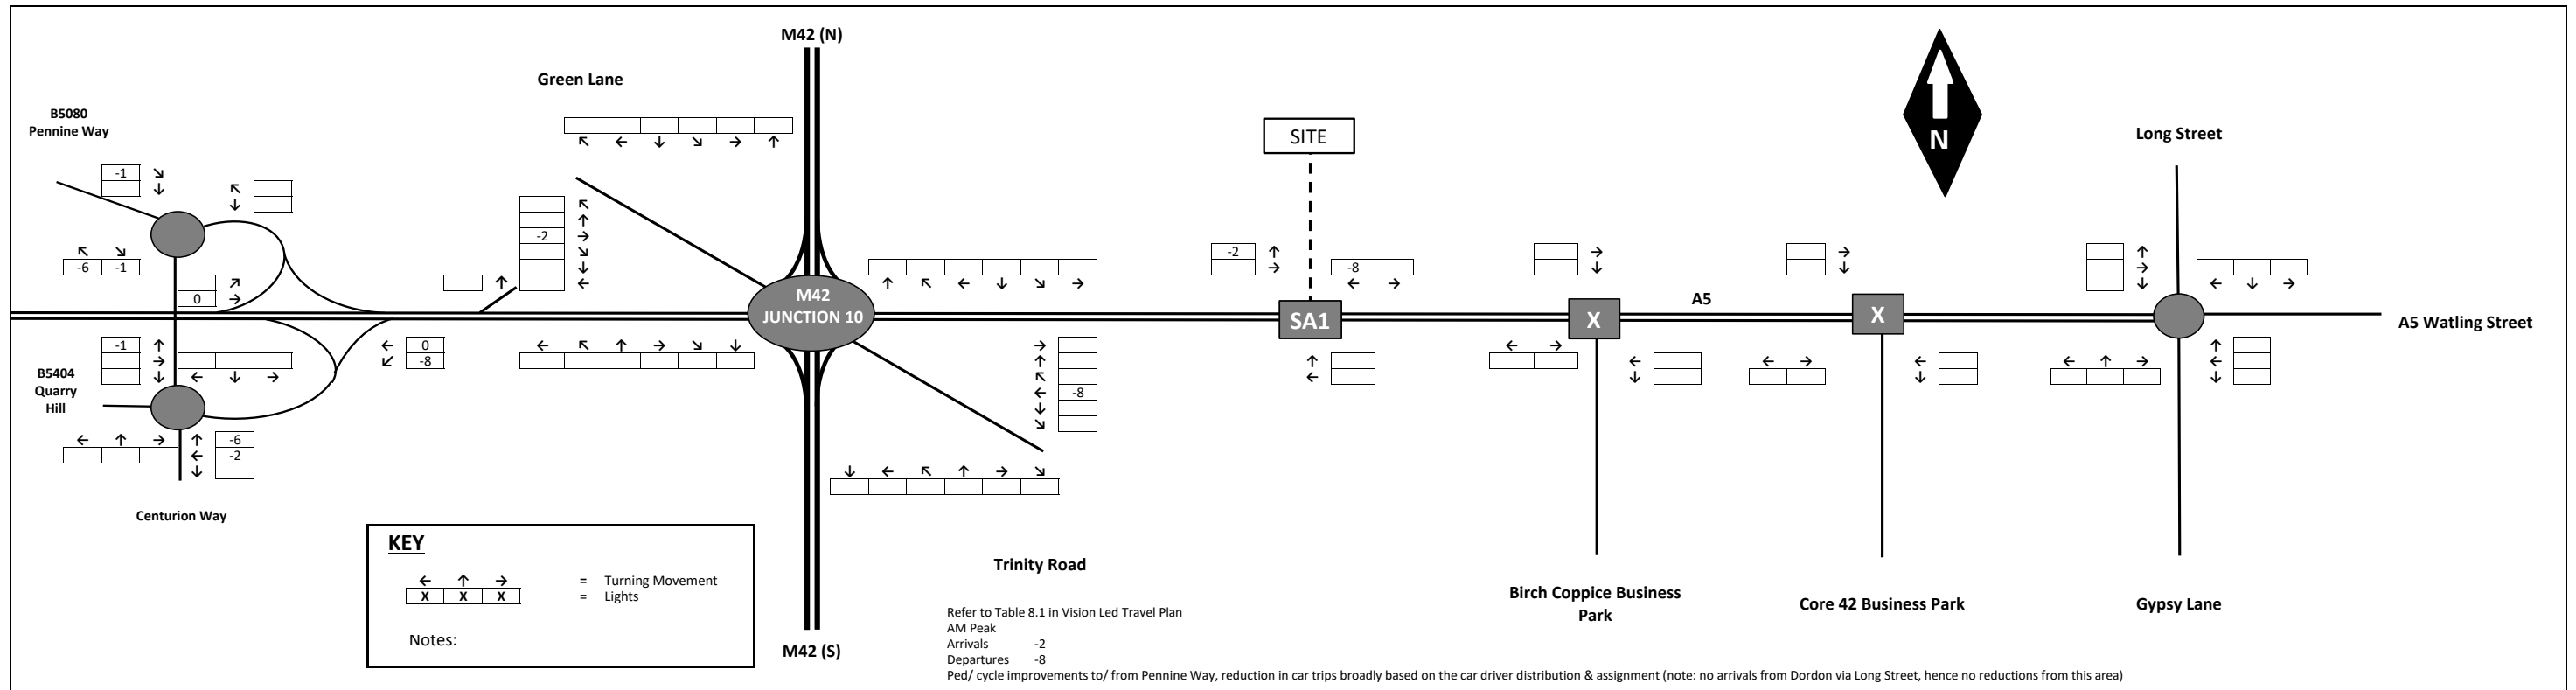 M42 (N)
Green Lane
B5080
Pennine Way
SITE
N
Long Street
-1
↘
↓
↖
↓
↖ ← ↓ ↘ → ↑
↖
↑
-2 →
↘
↓
←
↖ ↘
-6 -1
↗
0 →
↑
↑ ↖ ← ↓ ↘ →
-2 ↑
→
-8
← →
→
↓
→
↓
↑
→
↓
← ↓ →
M42
JUNCTION 10
SA1
X
A5
X
A5 Watling Street
-1 ↑
→
↓
← ↓ →
← 0
↙ -8
← ↖ ↑ → ↘ ↓
→
↑
↖
← -8
↓
↘
↑
←
← →
←
↓
← →
←
↓
← ↑ →
↑
←
↓
B5404
Quarry
Hill
← ↑ →
↑ -6
← -2
↓
↓ ← ↖ ↑ → ↘
Centurion Way
KEY
← ↑ → = Turning Movement
X X X = Lights
Notes:
M42 (S)
Trinity Road
Birch Coppice Business
Park
Core 42 Business Park
Gypsy Lane
Refer to Table 8.1 in Vision Led Travel Plan
AM Peak
Arrivals -2
Departures -8
Ped/ cycle improvements to/ from Pennine Way, reduction in car trips broadly based on the car driver distribution & assignment (note: no arrivals from Dordon via Long Street, hence no reductions from this area)